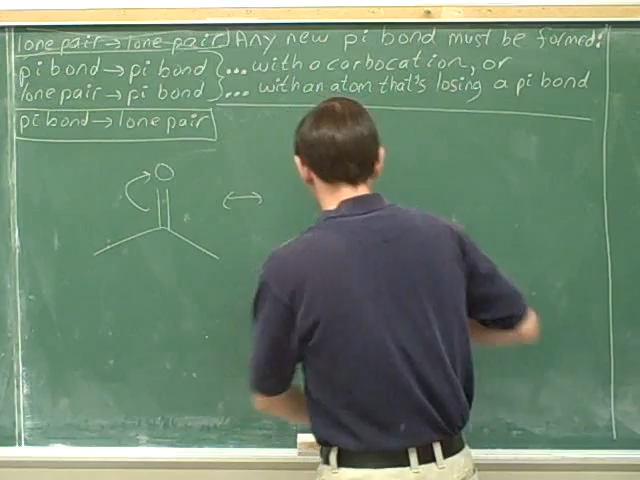 lone pair → lone pair Any new pi bond must be formed:
pi bond → pi bond } ... with a carbocation, or
lone pair → pi bond } ... with an atom that's losing a pi bond
pi bond → lone pair
O